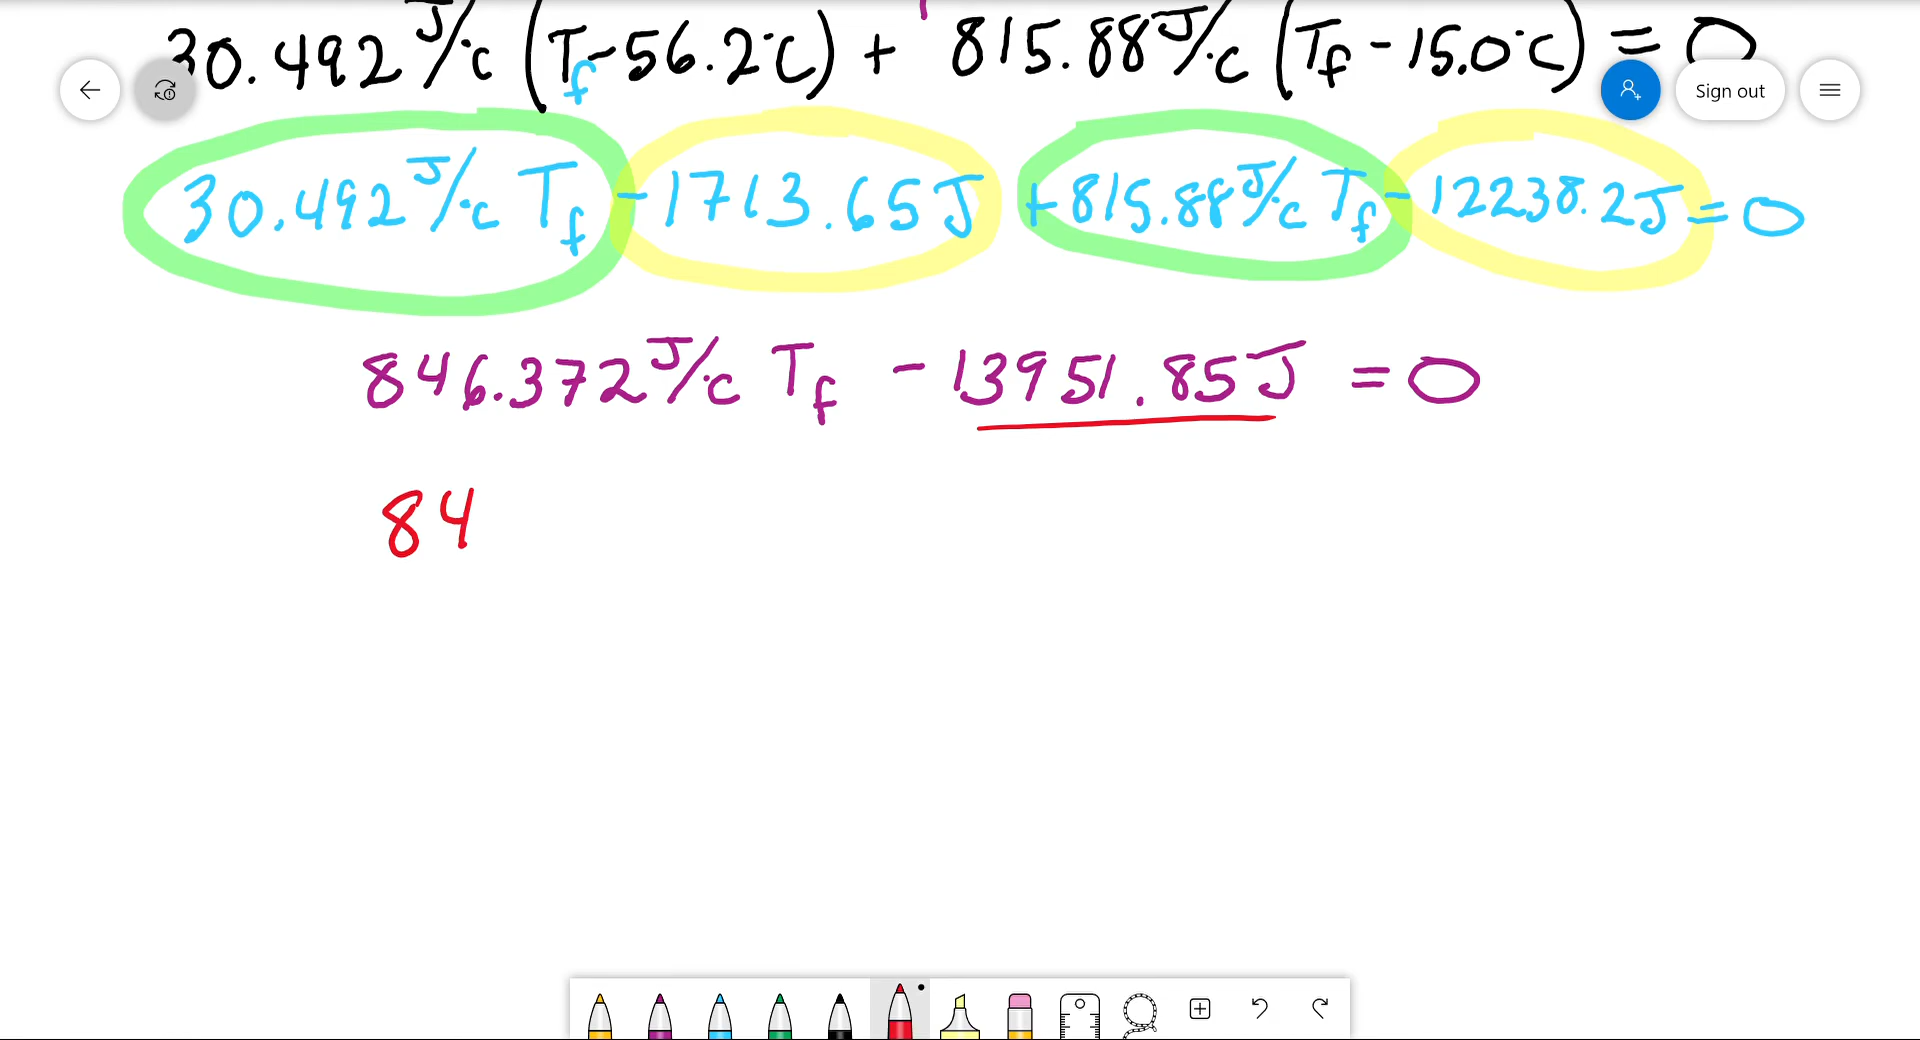 30.492 J/°C (Tf - 56.2°C) + 815.88 J/°C (Tf - 15.0°C) = 0
Sign out
30.492 J/°C Tf - 1713.65 J + 815.88 J/°C Tf - 12238.2 J = 0
846.372 J/°C Tf - 13951.85 J = 0
84